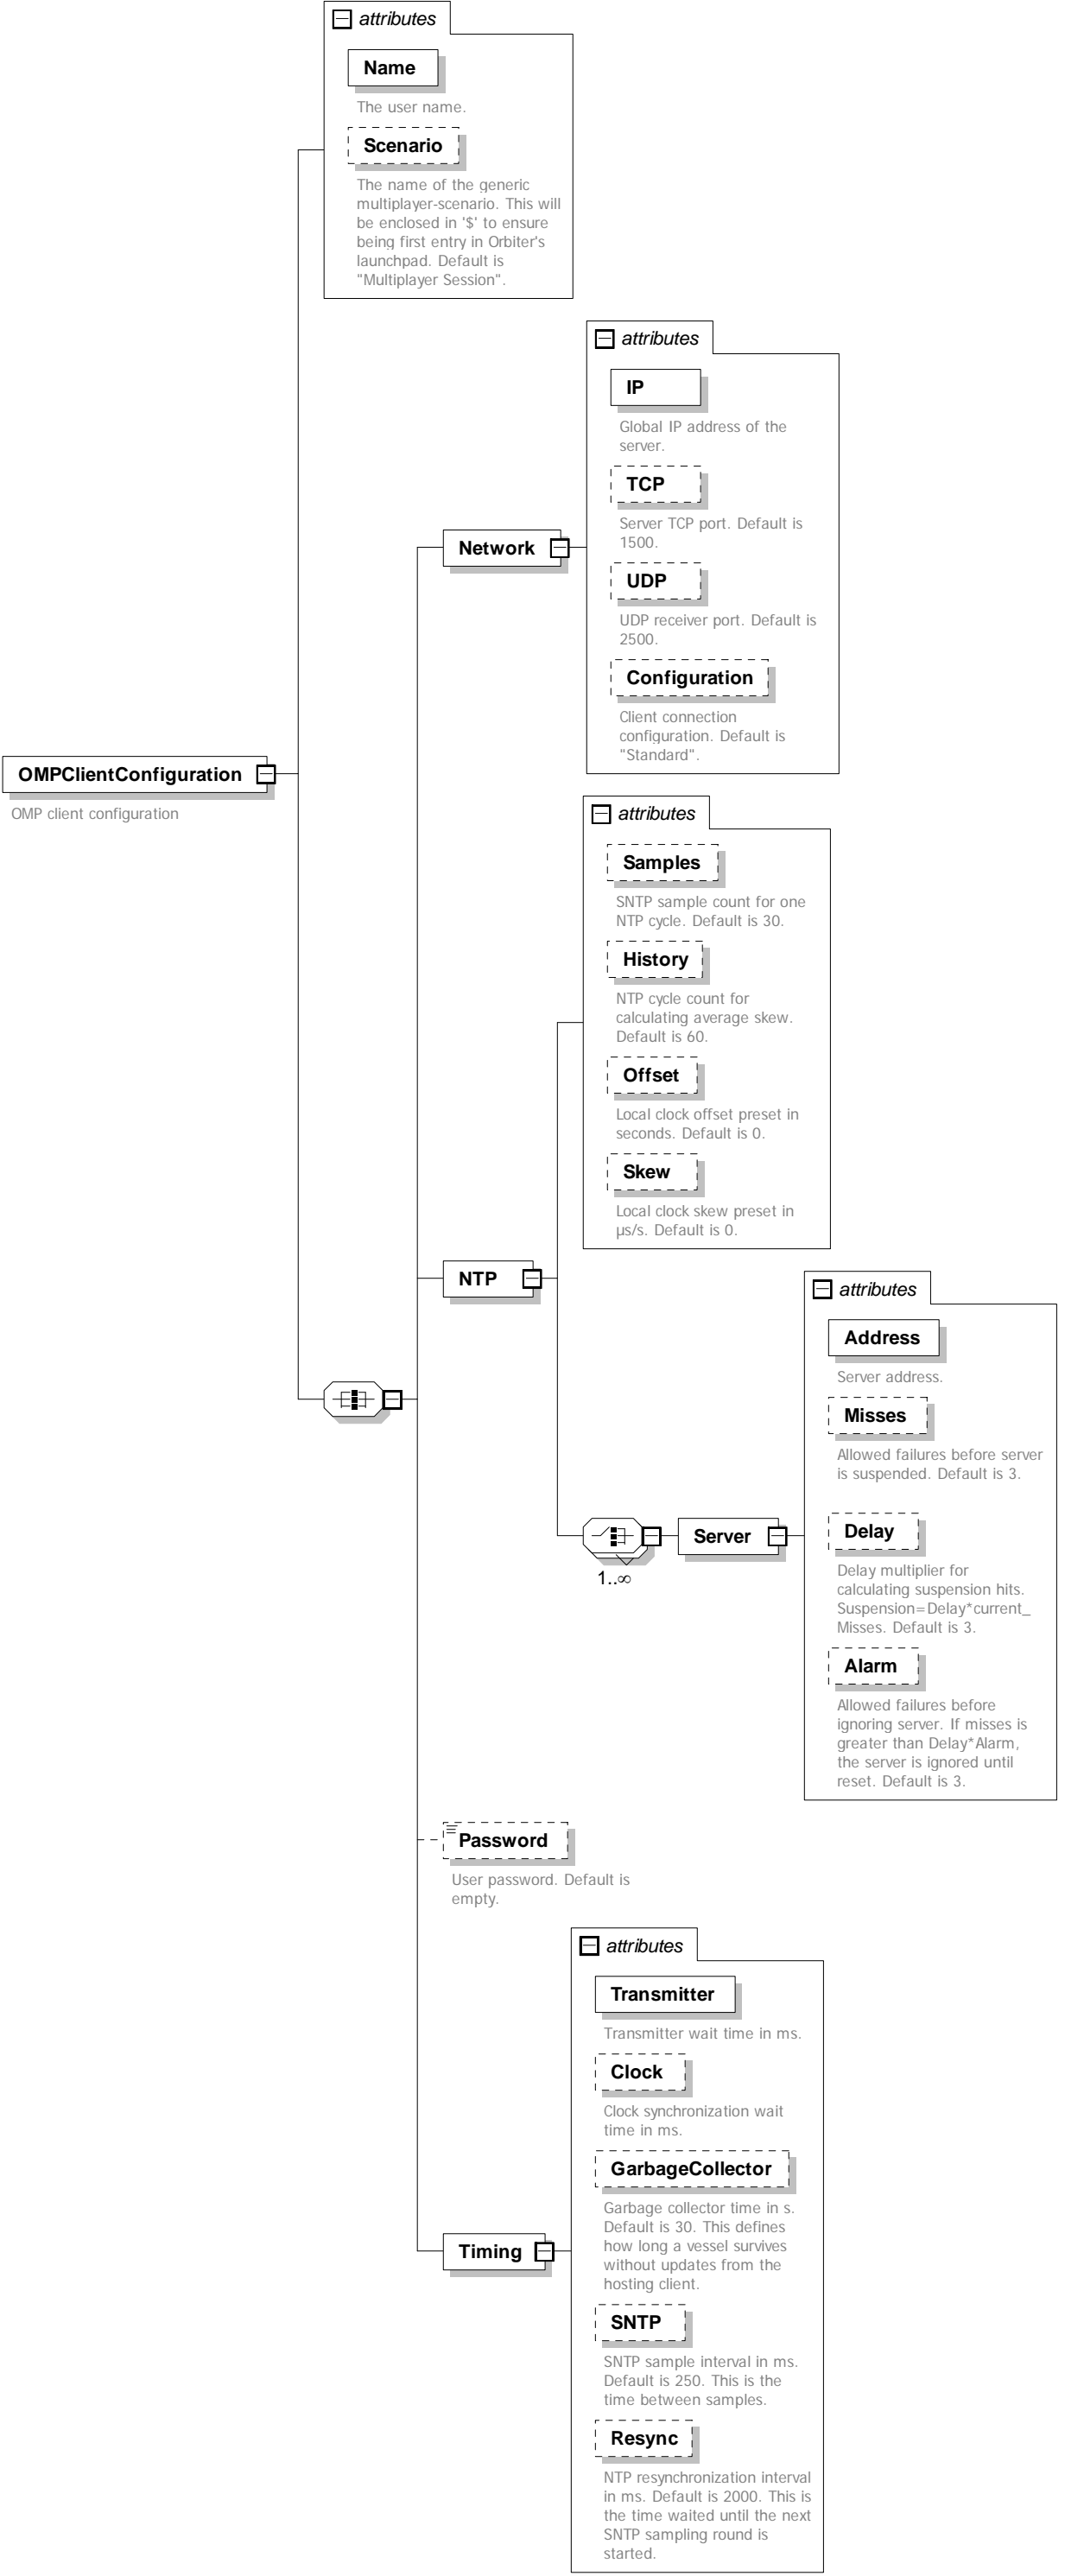 attributes
Name
The user name.
Scenario
The name of the generic
multiplayer-scenario. This will
be enclosed in '$' to ensure
being first entry in Orbiter's
launchpad. Default is
"Multiplayer Session".
attributes
IP
Global IP address of the
server.
TCP
Server TCP port. Default is
1500.
Network
UDP
UDP receiver port. Default is
2500.
Configuration
Client connection
configuration. Default is
"Standard".
OMPClientConfiguration
OMP client configuration
attributes
Samples
SNTP sample count for one
NTP cycle. Default is 30.
History
NTP cycle count for
calculating average skew.
Default is 60.
Offset
Local clock offset preset in
seconds. Default is 0.
Skew
Local clock skew preset in
µs/s. Default is 0.
NTP
attributes
Address
Server address.
Misses
Allowed failures before server
is suspended. Default is 3.
Server
1..∞
Delay
Delay multiplier for
calculating suspension hits.
Suspension=Delay*current_
Misses. Default is 3.
Alarm
Allowed failures before
ignoring server. If misses is
greater than Delay*Alarm,
the server is ignored until
reset. Default is 3.
Password
User password. Default is
empty.
attributes
Transmitter
Transmitter wait time in ms.
Clock
Clock synchronization wait
time in ms.
GarbageCollector
Garbage collector time in s.
Default is 30. This defines
how long a vessel survives
without updates from the
hosting client.
Timing
SNTP
SNTP sample interval in ms.
Default is 250. This is the
time between samples.
Resync
NTP resynchronization interval
in ms. Default is 2000. This is
the time waited until the next
SNTP sampling round is
started.